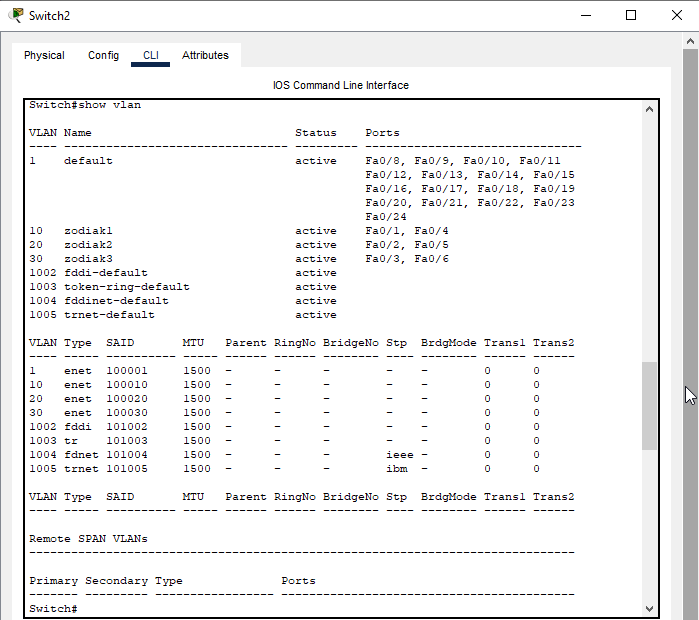 Switch2
Physical Config CLI Attributes
IOS Command Line Interface
Switch#show vlan
VLAN Name                             Status    Ports
---- -------------------------------- --------- -------------------------------
1    default                          active    Fa0/8, Fa0/9, Fa0/10, Fa0/11
                                                Fa0/12, Fa0/13, Fa0/14, Fa0/15
                                                Fa0/16, Fa0/17, Fa0/18, Fa0/19
                                                Fa0/20, Fa0/21, Fa0/22, Fa0/23
                                                Fa0/24
10   zodiak1                          active    Fa0/1, Fa0/4
20   zodiak2                          active    Fa0/2, Fa0/5
30   zodiak3                          active    Fa0/3, Fa0/6
1002 fddi-default                     active
1003 token-ring-default               active
1004 fddinet-default                  active
1005 trnet-default                    active
VLAN Type  SAID       MTU   Parent RingNo BridgeNo Stp  BrdgMode Trans1 Trans2
---- ----- ---------- ----- ------ ------ -------- ---- -------- ------ ------
1    enet  100001     1500  -      -      -        -    -        0      0
10   enet  100010     1500  -      -      -        -    -        0      0
20   enet  100020     1500  -      -      -        -    -        0      0
30   enet  100030     1500  -      -      -        -    -        0      0
1002 fddi  101002     1500  -      -      -        -    -        0      0
1003 tr    101003     1500  -      -      -        -    -        0      0
1004 fdnet 101004     1500  -      -      -        ieee -        0      0
1005 trnet 101005     1500  -      -      -        ibm  -        0      0
VLAN Type  SAID       MTU   Parent RingNo BridgeNo Stp  BrdgMode Trans1 Trans2
---- ----- ---------- ----- ------ ------ -------- ---- -------- ------ ------
Remote SPAN VLANs
------------------------------------------------------------------------------
Primary Secondary Type              Ports
------- --------- ----------------- ------------------------------------------
Switch#